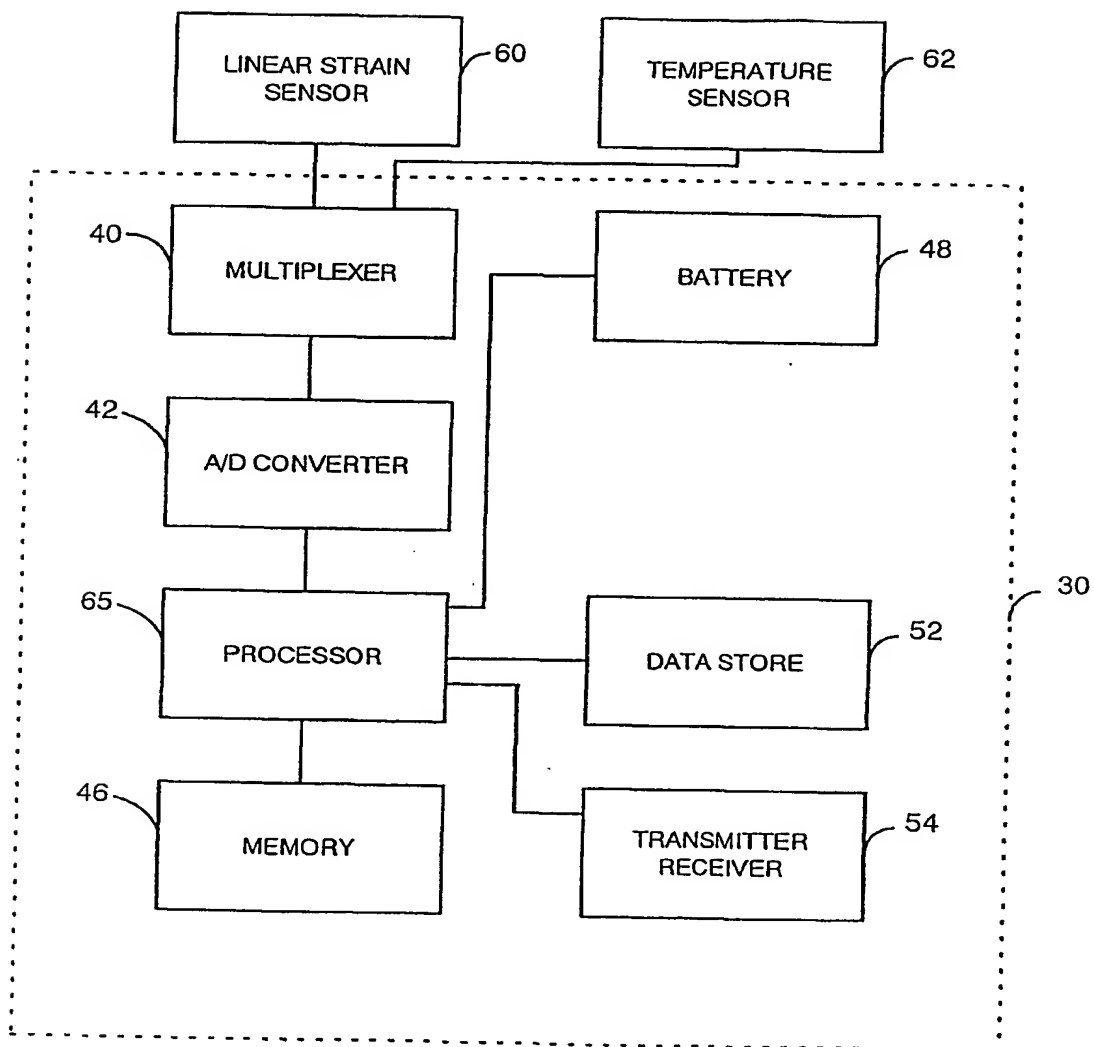 LINEAR STRAIN
SENSOR
60
TEMPERATURE
SENSOR
62
40
MULTIPLEXER
BATTERY
48
42
A/D CONVERTER
65
PROCESSOR
DATA STORE
52
30
46
MEMORY
TRANSMITTER
RECEIVER
54